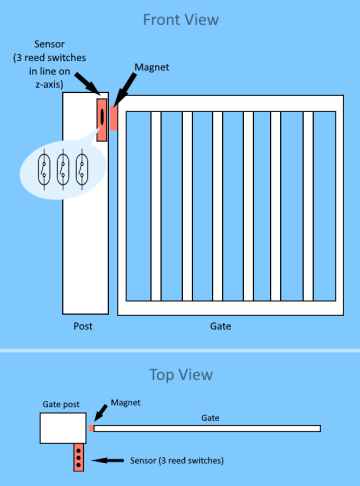 Front View
Sensor
(3 reed switches
in line on
z-axis)
Magnet
Post
Gate
Top View
Gate post
Magnet
Gate
Sensor (3 reed switches)